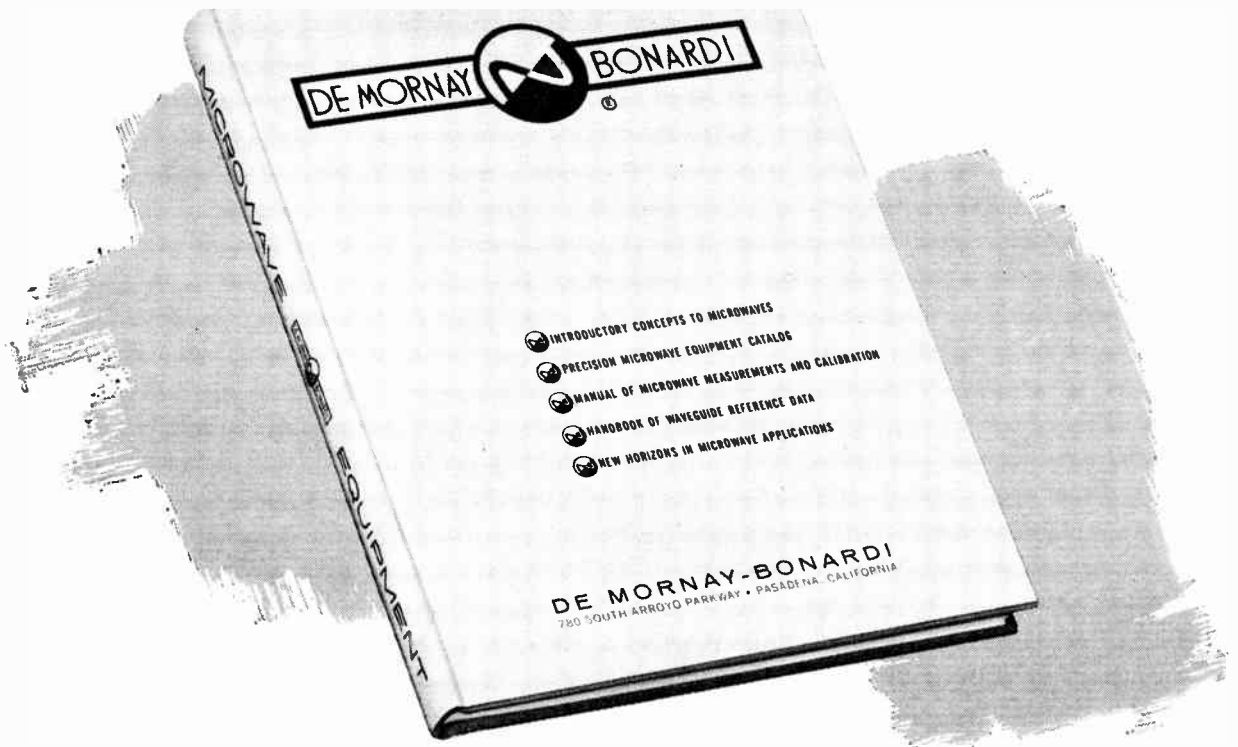 DE MORNAY BONARDI
®
INTRODUCTORY CONCEPTS TO MICROWAVES
PRECISION MICROWAVE EQUIPMENT CATALOG
MANUAL OF MICROWAVE MEASUREMENTS AND CALIBRATION
HANDBOOK OF WAVEGUIDE REFERENCE DATA
NEW HORIZONS IN MICROWAVE APPLICATIONS
DE MORNAY-BONARDI
780 SOUTH ARROYO PARKWAY • PASADENA, CALIFORNIA
MICROWAVE EQUIPMENT